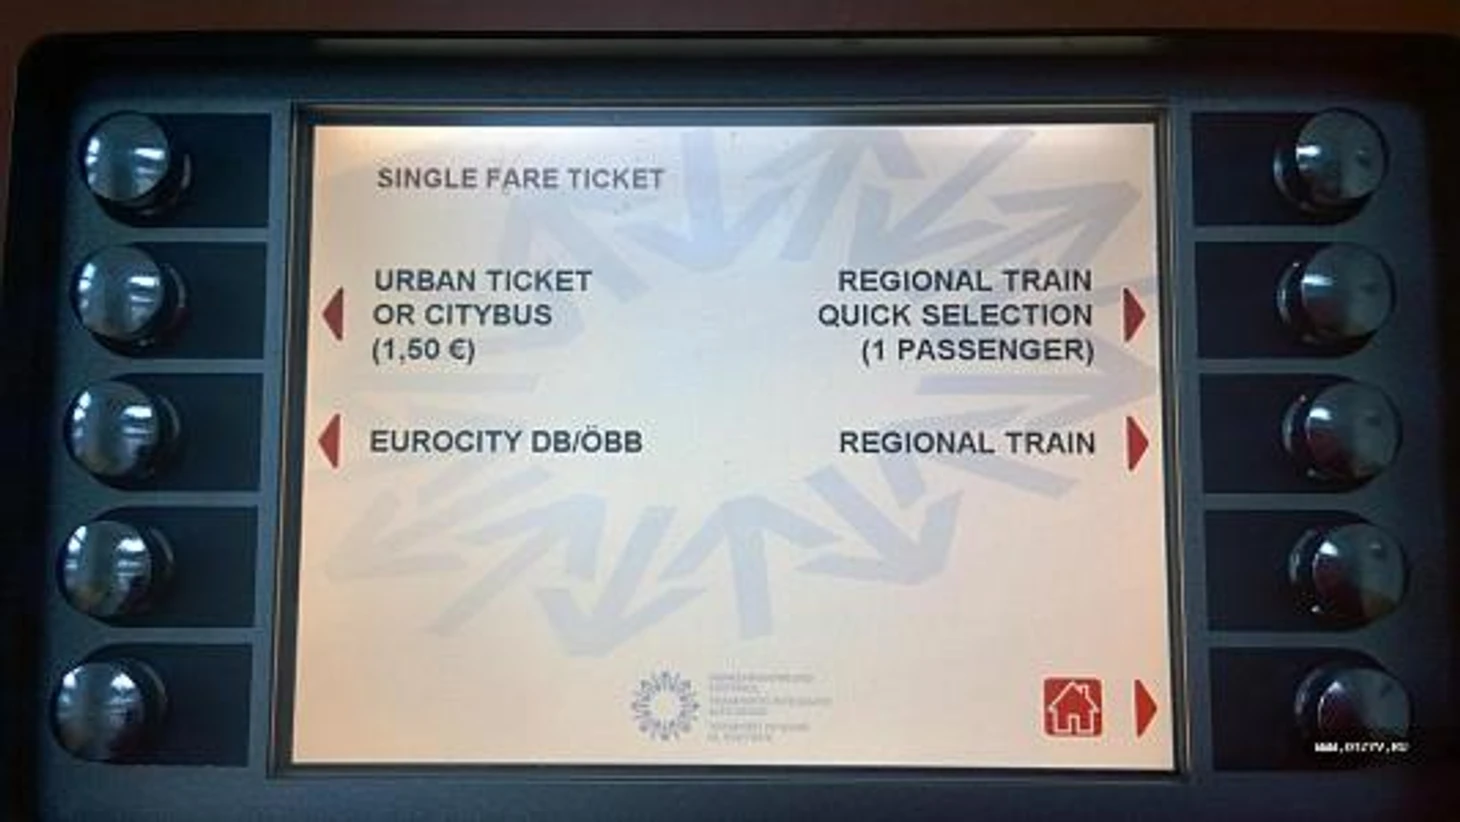 SINGLE FARE TICKET
URBAN TICKET
OR CITYBUS
(1,50 €)
REGIONAL TRAIN
QUICK SELECTION
(1 PASSENGER)
EUROCITY DB/ÖBB
REGIONAL TRAIN